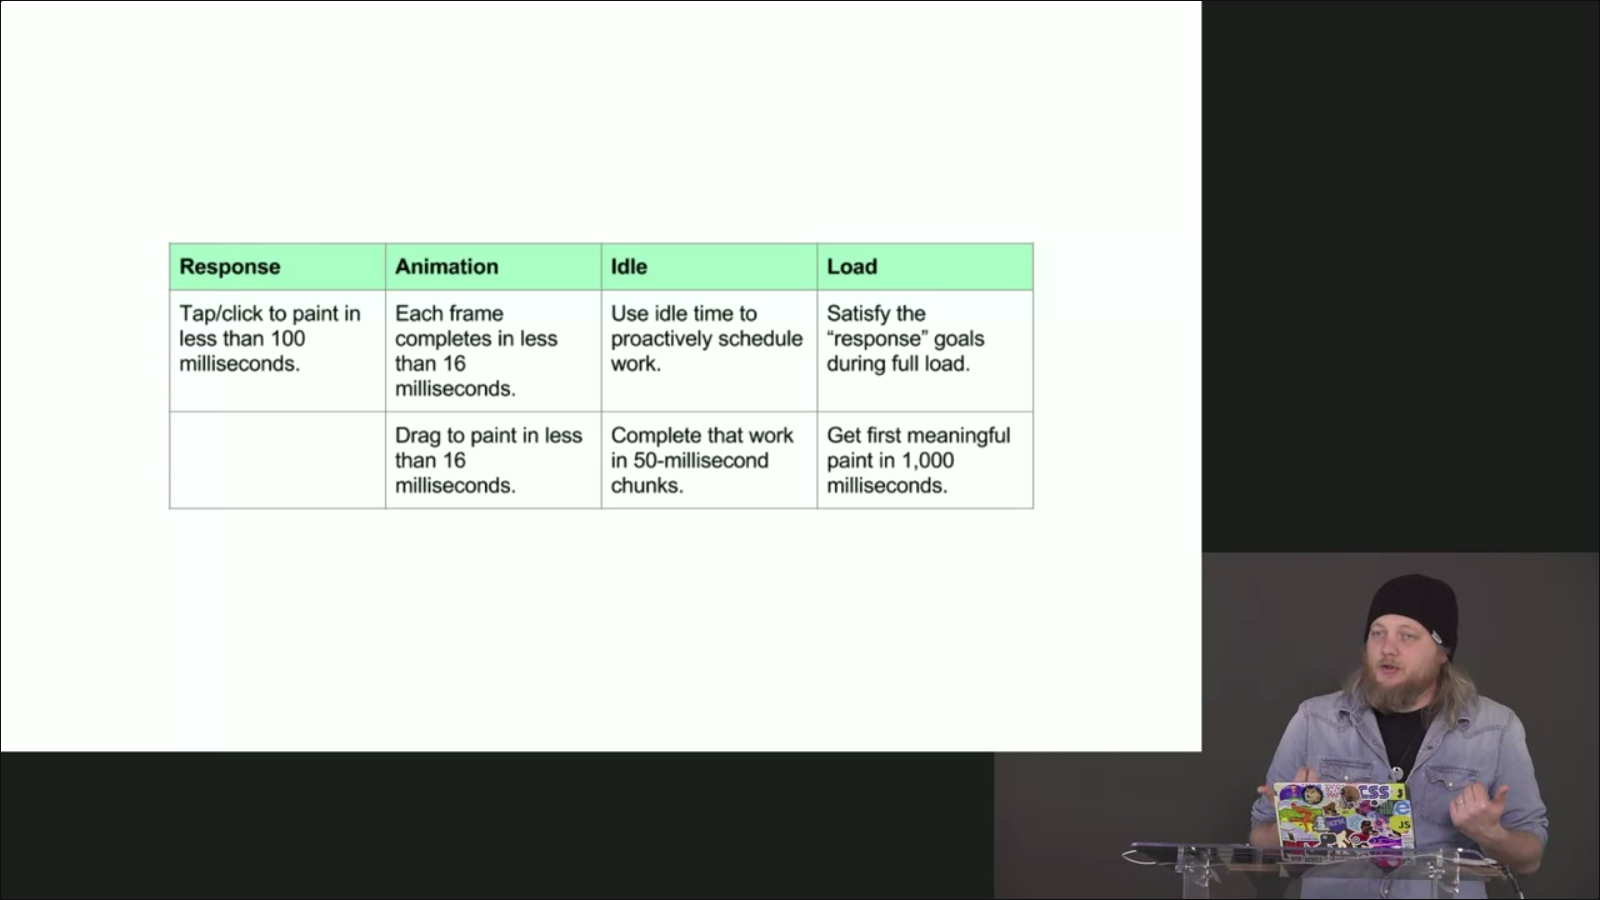 Response
Animation
Idle
Load
Tap/click to paint in
less than 100
milliseconds.
Each frame
completes in less
than 16
milliseconds.
Use idle time to
proactively schedule
work.
Satisfy the
“response” goals
during full load.
Drag to paint in less
than 16
milliseconds.
Complete that work
in 50-millisecond
chunks.
Get first meaningful
paint in 1,000
milliseconds.
CSS
JS